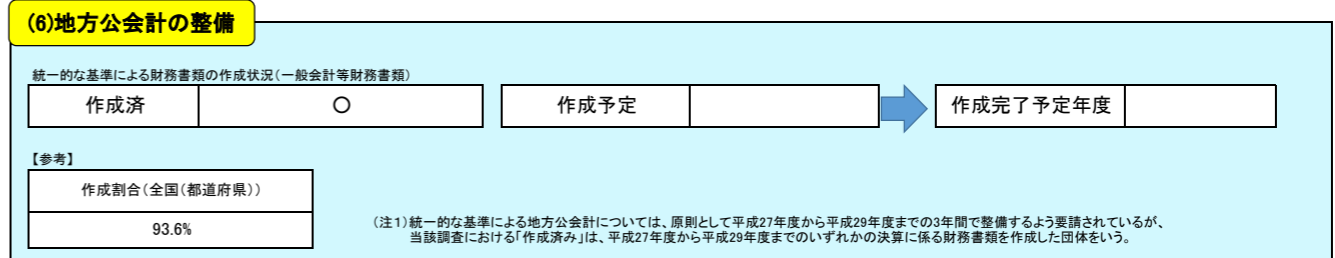 (6)地方公会計の整備
統一的な基準による財務書類の作成状況(一般会計等財務書類)
作成済 ○ 作成予定 作成完了予定年度
【参考】
作成割合(全国(都道府県))
93.6%
(注1)統一的な基準による地方公会計については、原則として平成27年度から平成29年度までの3年間で整備するよう要請されているが、
当該調査における「作成済み」は、平成27年度から平成29年度までのいずれかの決算に係る財務書類を作成した団体をいう。